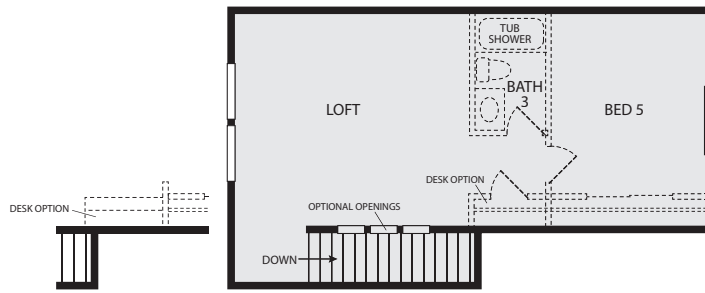 TUB
SHOWER
BATH
3
LOFT
BED 5
DESK OPTION
DESK OPTION
OPTIONAL OPENINGS
DOWN